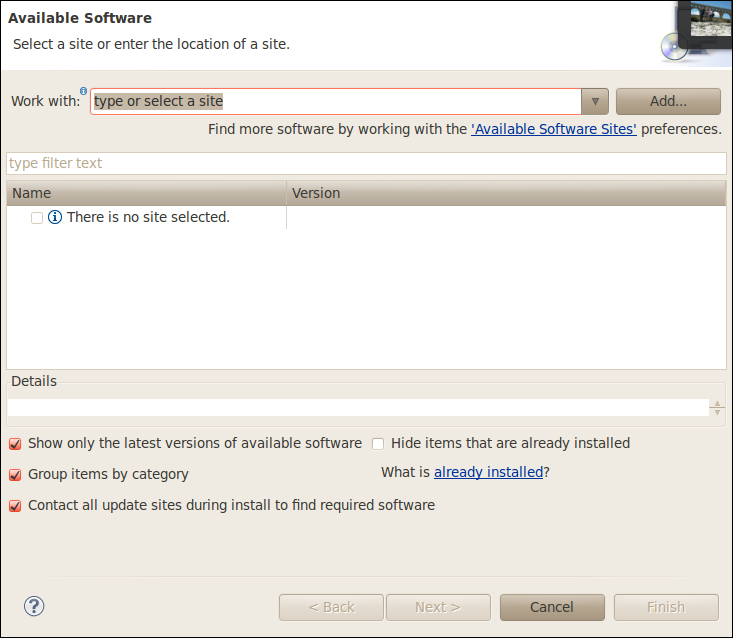 Available Software
Select a site or enter the location of a site.
Work with: type or select a site Add...
Find more software by working with the 'Available Software Sites' preferences.
type filter text
Name Version
There is no site selected.
Details
Show only the latest versions of available software Hide items that are already installed
Group items by category What is already installed?
Contact all update sites during install to find required software
? < Back Next > Cancel Finish